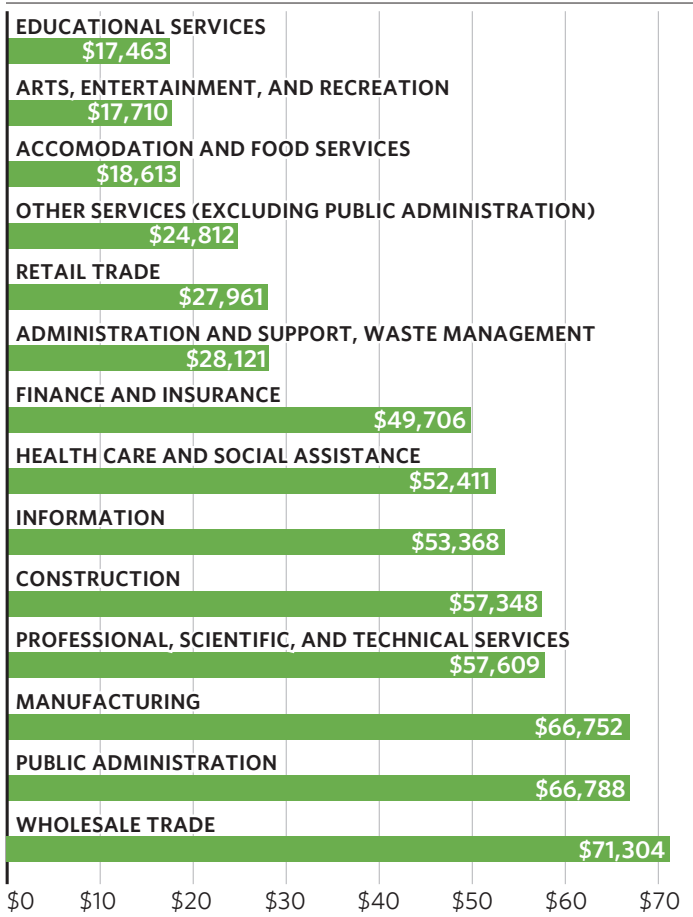 EDUCATIONAL SERVICES
$17,463
ARTS, ENTERTAINMENT, AND RECREATION
$17,710
ACCOMODATION AND FOOD SERVICES
$18,613
OTHER SERVICES (EXCLUDING PUBLIC ADMINISTRATION)
$24,812
RETAIL TRADE
$27,961
ADMINISTRATION AND SUPPORT, WASTE MANAGEMENT
$28,121
FINANCE AND INSURANCE
$49,706
HEALTH CARE AND SOCIAL ASSISTANCE
$52,411
INFORMATION
$53,368
CONSTRUCTION
$57,348
PROFESSIONAL, SCIENTIFIC, AND TECHNICAL SERVICES
$57,609
MANUFACTURING
$66,752
PUBLIC ADMINISTRATION
$66,788
WHOLESALE TRADE
$71,304
$0 $10 $20 $30 $40 $50 $60 $70